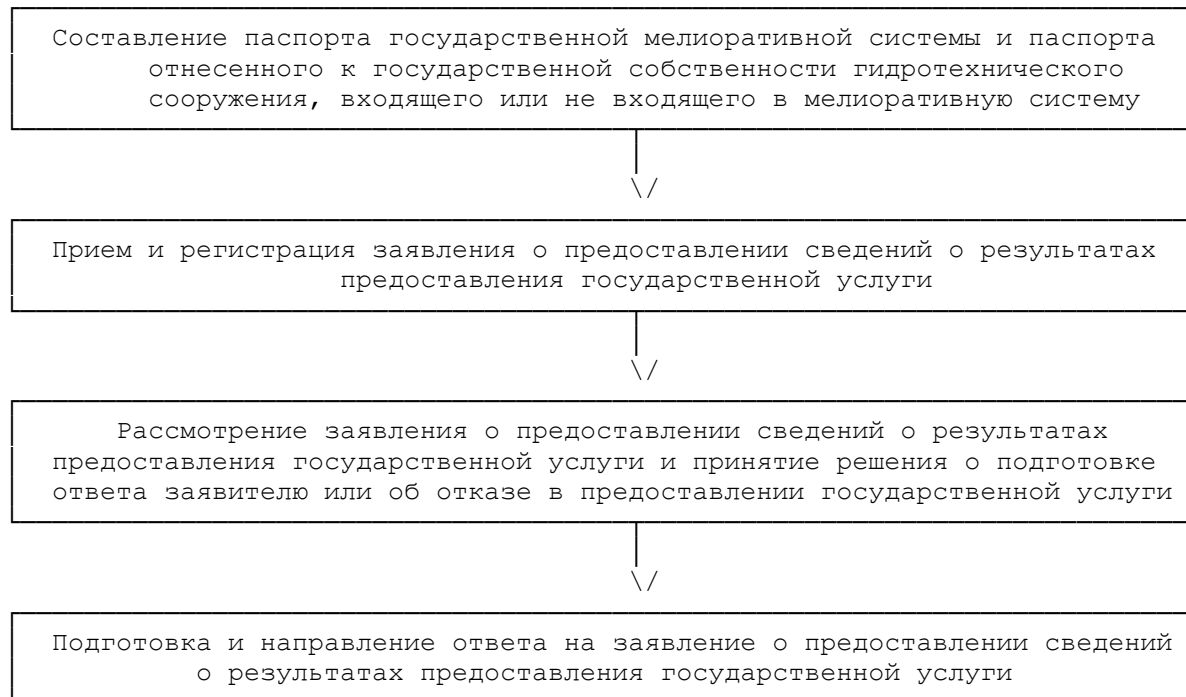 Составление паспорта государственной мелиоративной системы и паспорта
отнесенного к государственной собственности гидротехнического
сооружения, входящего или не входящего в мелиоративную систему
\/
Прием и регистрация заявления о предоставлении сведений о результатах
предоставления государственной услуги
\/
Рассмотрение заявления о предоставлении сведений о результатах
предоставления государственной услуги и принятие решения о подготовке
ответа заявителю или об отказе в предоставлении государственной услуги
\/
Подготовка и направление ответа на заявление о предоставлении сведений
о результатах предоставления государственной услуги